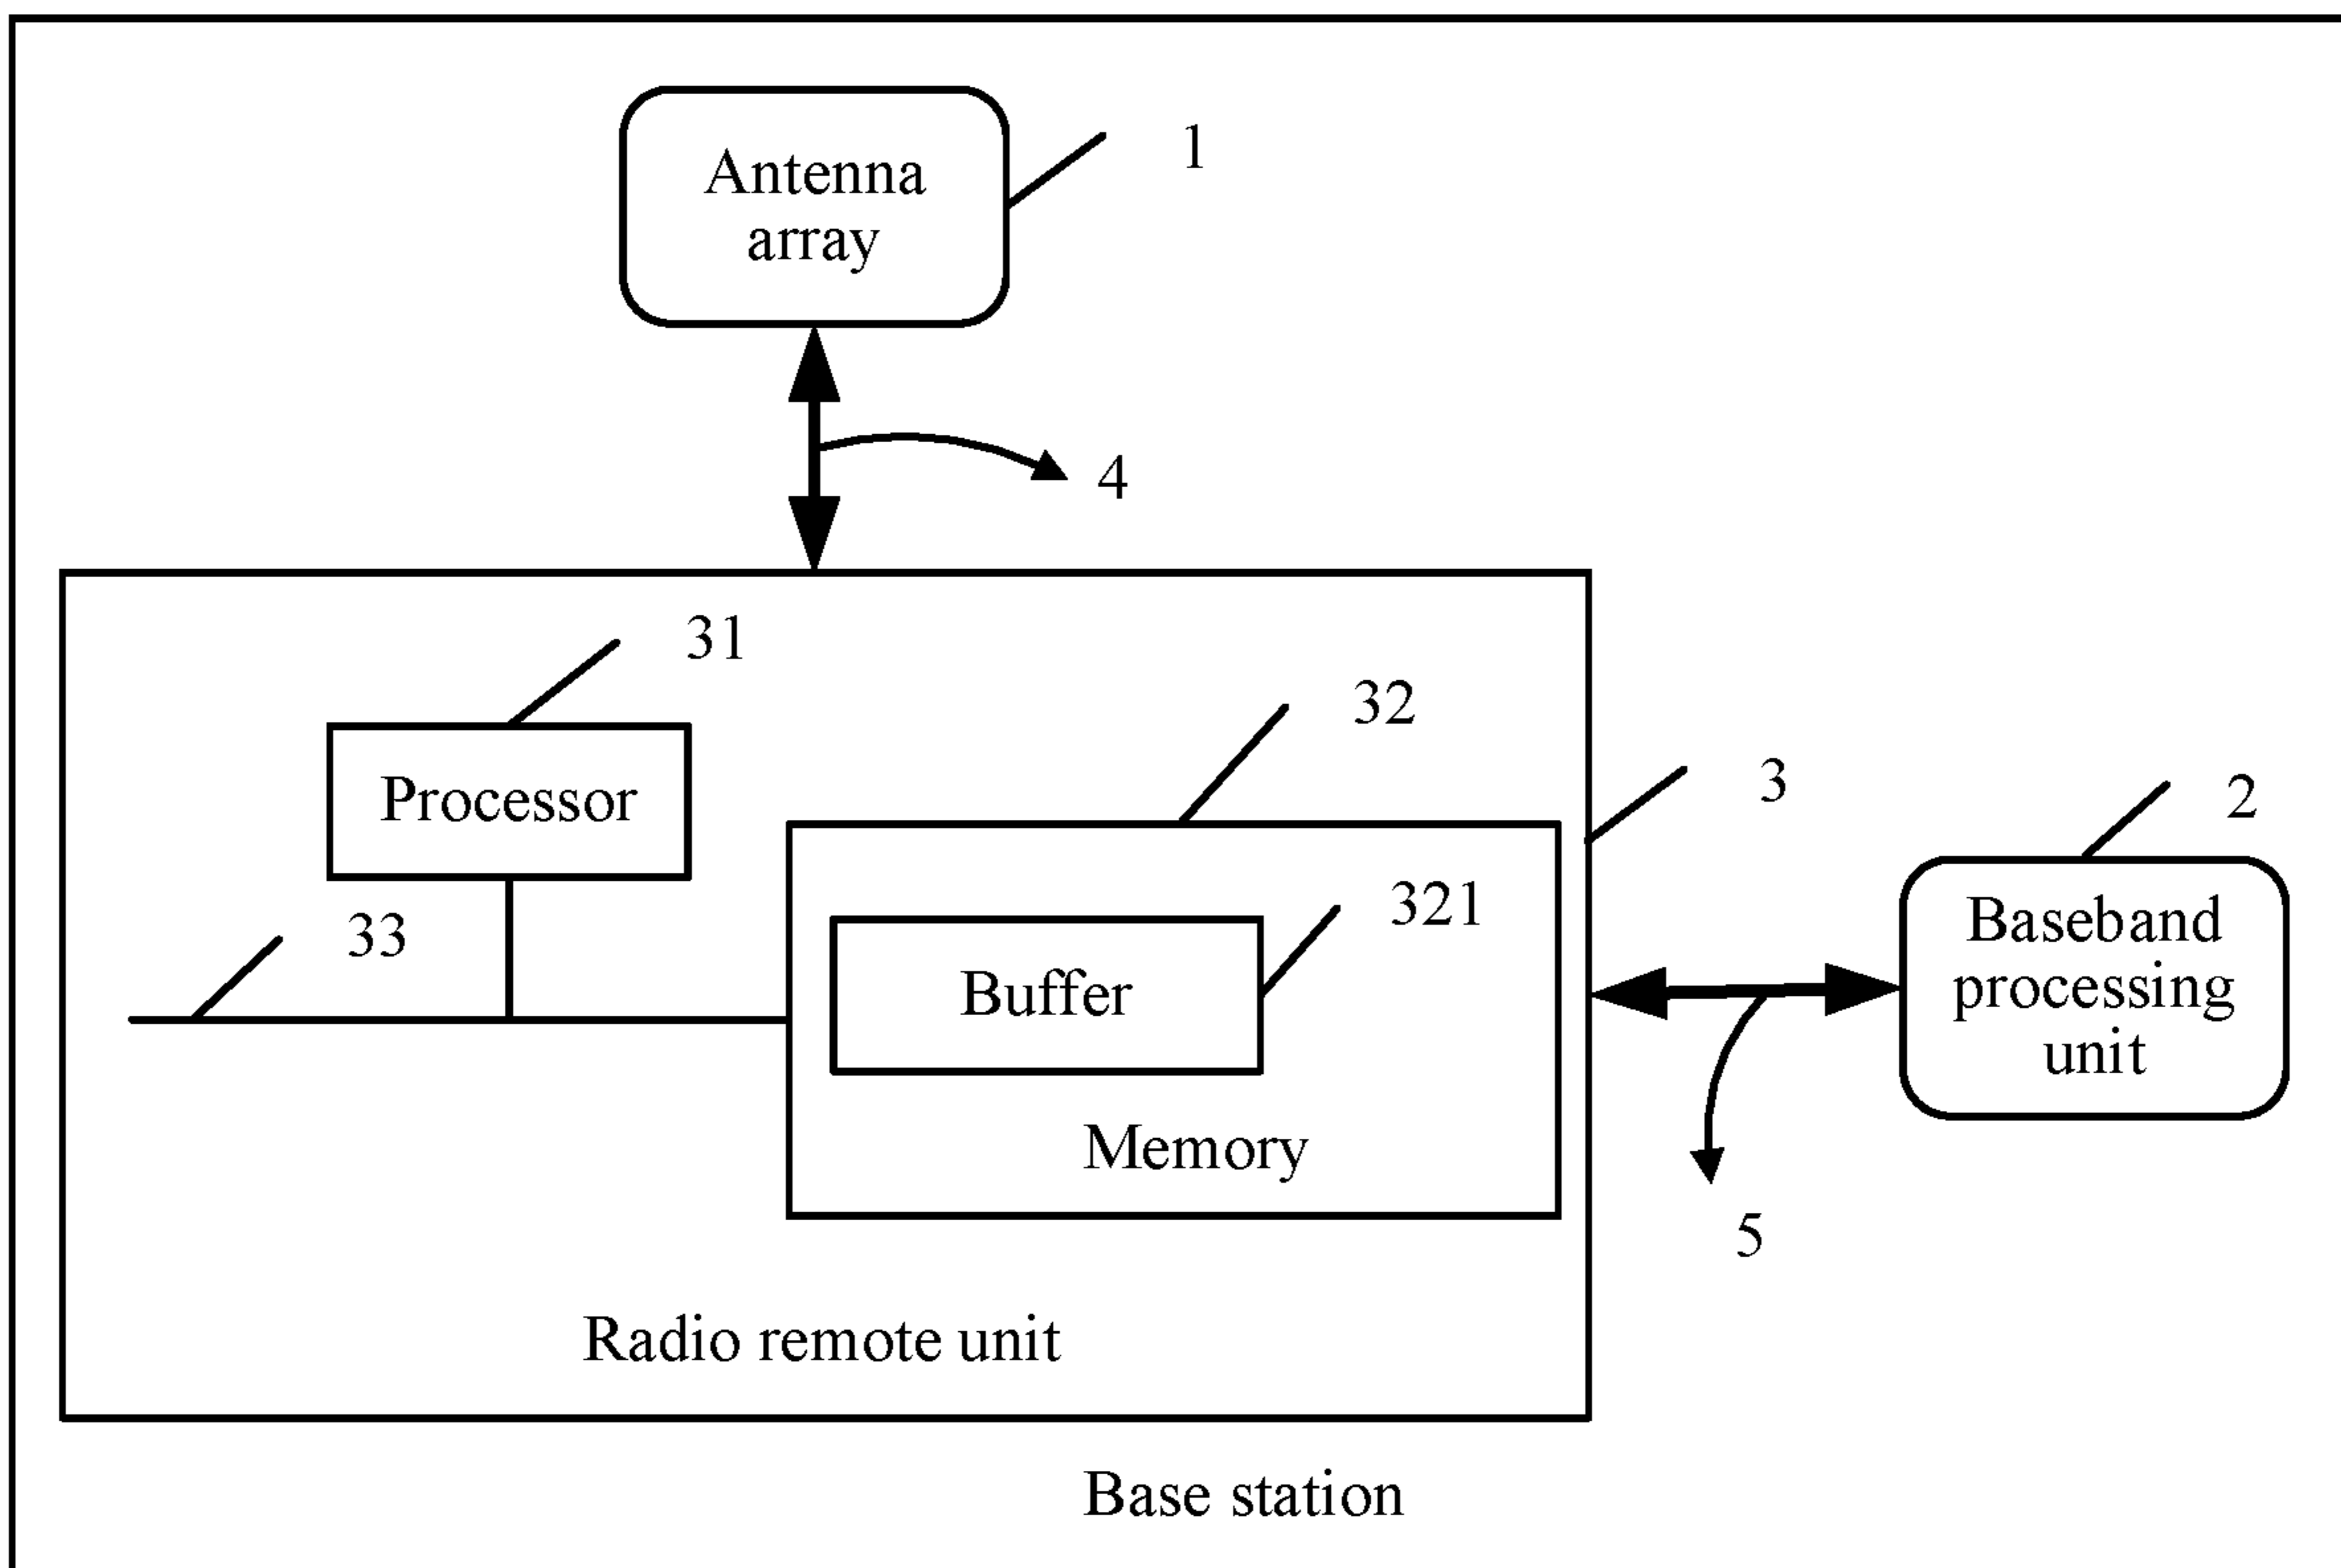 Antenna
array
1
4
31
Processor
32
3
2
33
321
Buffer
Memory
Baseband
processing
unit
5
Radio remote unit
Base station